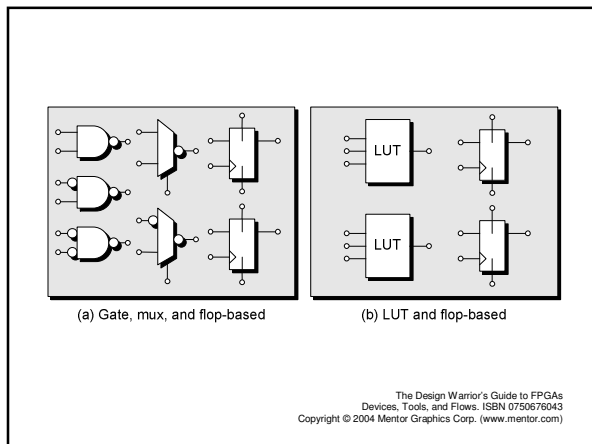 LUT
LUT
(a) Gate, mux, and flop-based
(b) LUT and flop-based
The Design Warrior's Guide to FPGAs
Devices, Tools, and Flows. ISBN 0750676043
Copyright © 2004 Mentor Graphics Corp. (www.mentor.com)